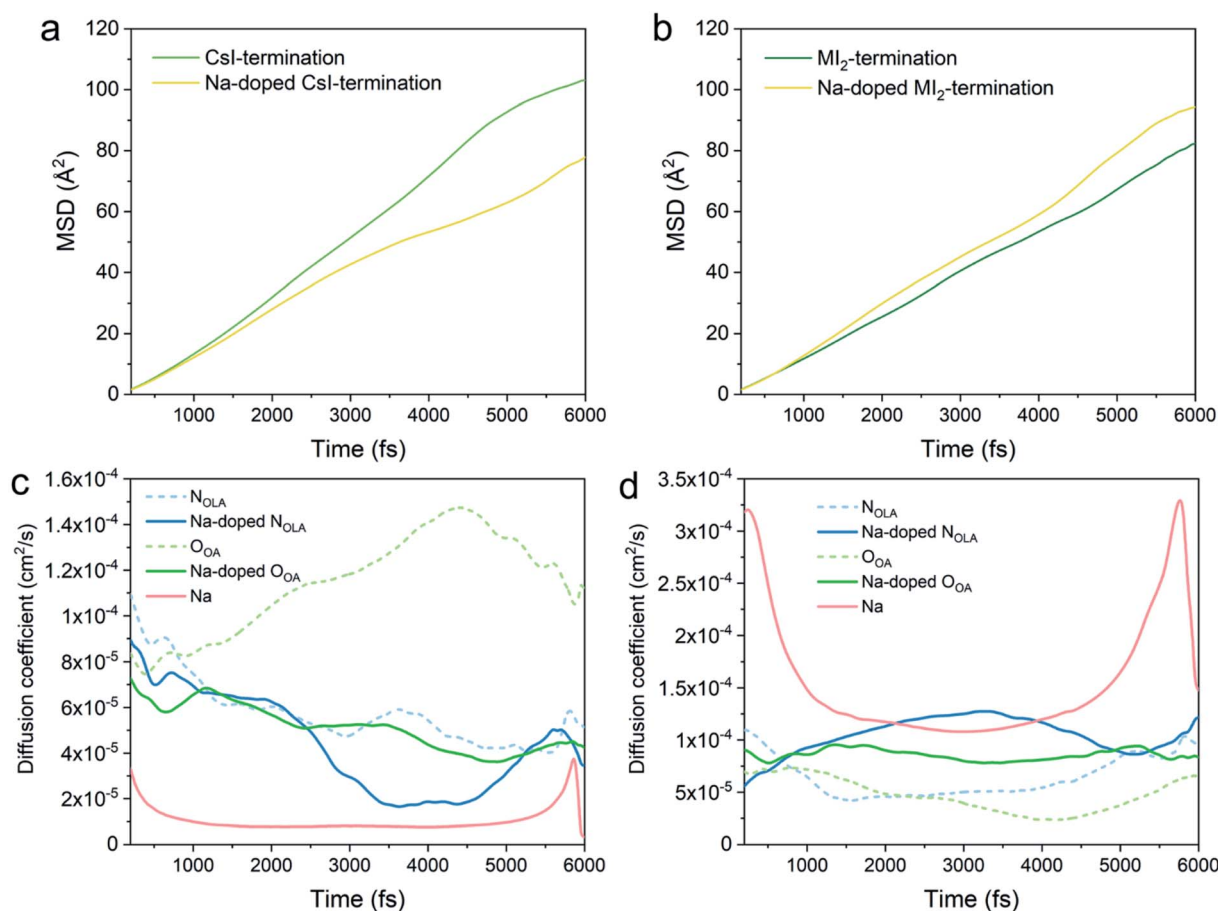 a
120
100
80
60
40
20
0
MSD (Å²)
CsI-termination
Na-doped CsI-termination
1000 2000 3000 4000 5000 6000
Time (fs)
b
120
100
80
60
40
20
0
MSD (Å²)
MI₂-termination
Na-doped MI₂-termination
1000 2000 3000 4000 5000 6000
Time (fs)
c
1.6x10⁻⁴
1.4x10⁻⁴
1.2x10⁻⁴
1x10⁻⁴
8x10⁻⁵
6x10⁻⁵
4x10⁻⁵
2x10⁻⁵
0
Diffusion coefficient (cm²/s)
N_OLA
Na-doped N_OLA
O_OA
Na-doped O_OA
Na
1000 2000 3000 4000 5000 6000
Time (fs)
d
3.5x10⁻⁴
3x10⁻⁴
2.5x10⁻⁴
2x10⁻⁴
1.5x10⁻⁴
1x10⁻⁴
5x10⁻⁵
0
Diffusion coefficient (cm²/s)
N_OLA
Na-doped N_OLA
O_OA
Na-doped O_OA
Na
1000 2000 3000 4000 5000 6000
Time (fs)